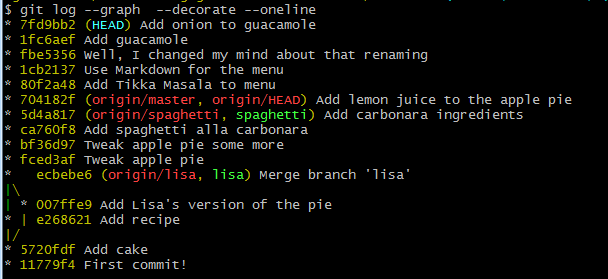 $ git log --graph  --decorate --oneline
* 7fd9bb2 (HEAD) Add onion to guacamole
* 1fc6aef Add guacamole
* fbe5356 Well, I changed my mind about that renaming
* 1cb2137 Use Markdown for the menu
* 80f2a48 Add Tikka Masala to menu
* 704182f (origin/master, origin/HEAD) Add lemon juice to the apple pie
* 5d4a817 (origin/spaghetti, spaghetti) Add carbonara ingredients
* ca760f8 Add spaghetti alla carbonara
* bf36d97 Tweak apple pie some more
* fced3af Tweak apple pie
*   ecbebe6 (origin/lisa, lisa) Merge branch 'lisa'
|\
| * 007ffe9 Add Lisa's version of the pie
* | e268621 Add recipe
|/
* 5720fdf Add cake
* 11779f4 First commit!